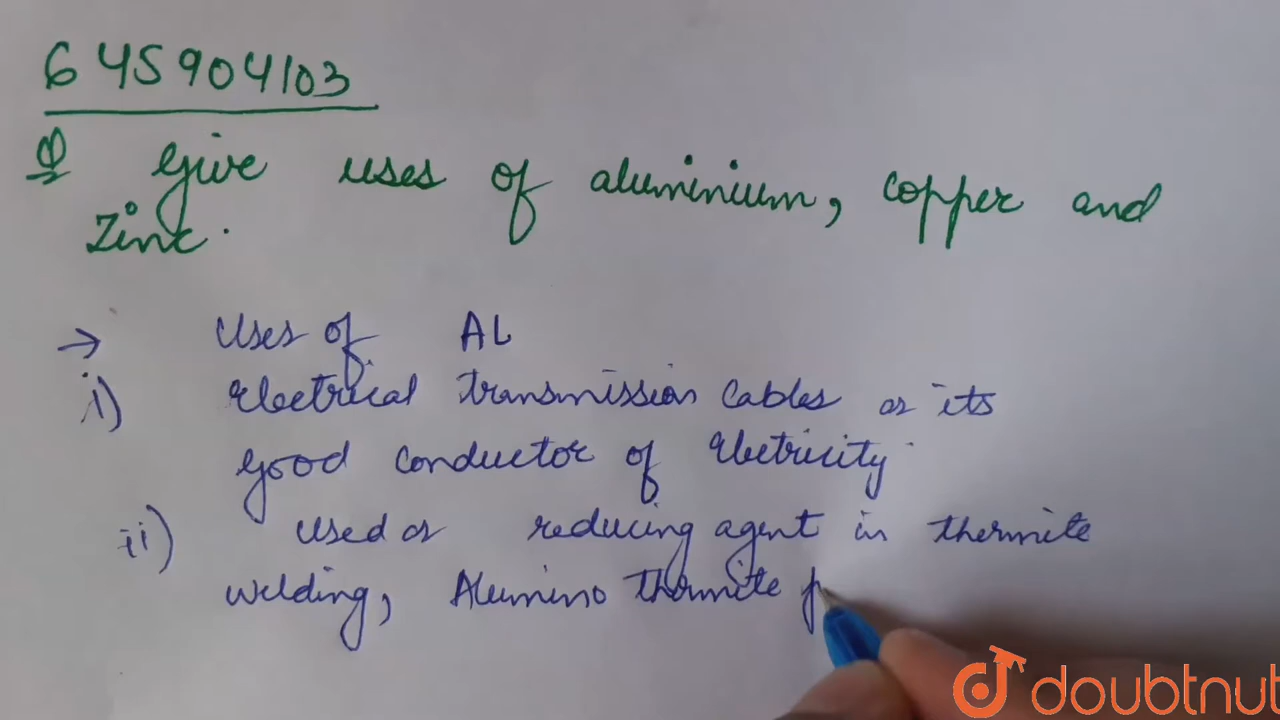 645904103
Q Give uses of aluminium, copper and
Zinc.
→ Uses of AL
i) Electrical transmission cables as its
good conductor of Electricity
ii) Used as reducing agent in thermite
welding, Alumino thermite p
doubtnut